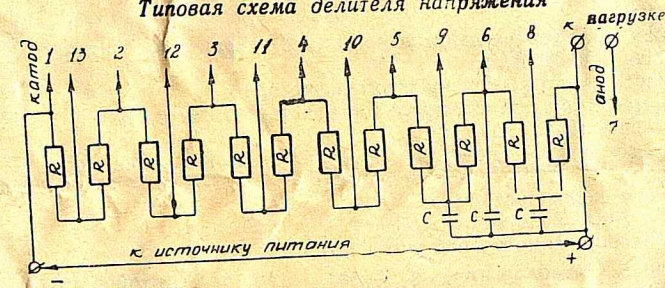 Типовая схема делителя напряжения
к нагрузке
катод 1 13 2 12 3 11 4 10 5 9 6 8
анод
7
R R R R R R R R R R R R
C C C
к источнику питания
- +